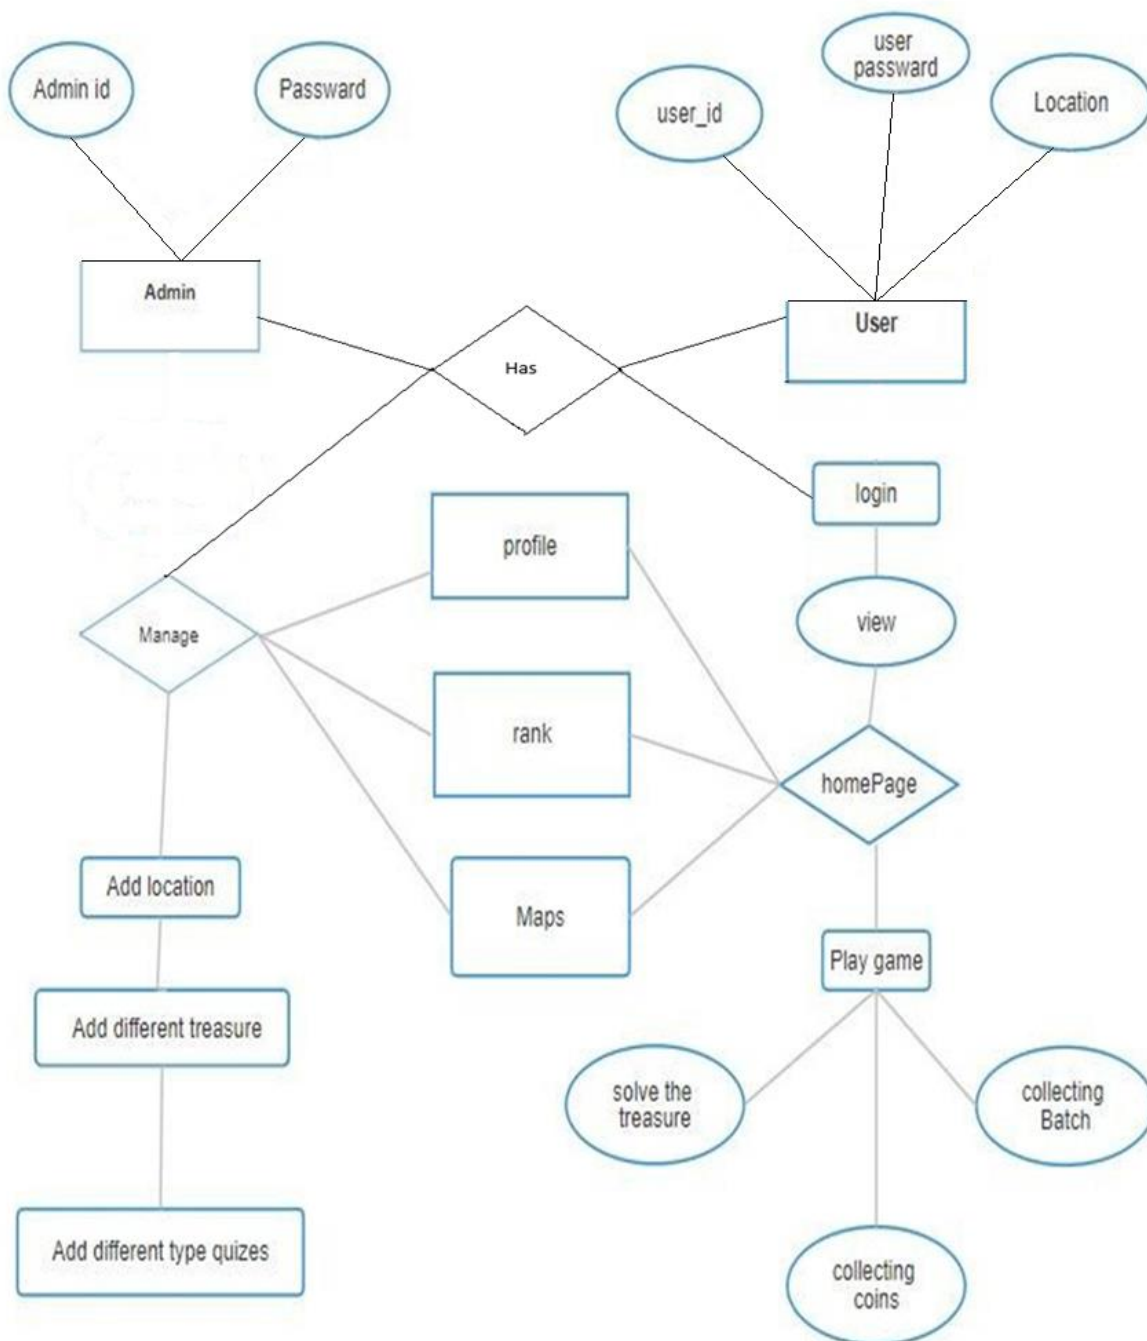 Admin id
Passward
user_id
user
passward
Location
Admin
User
Has
login
profile
view
Manage
rank
homePage
Add location
Maps
Play game
Add different treasure
solve the
treasure
collecting
Batch
Add different type quizes
collecting
coins